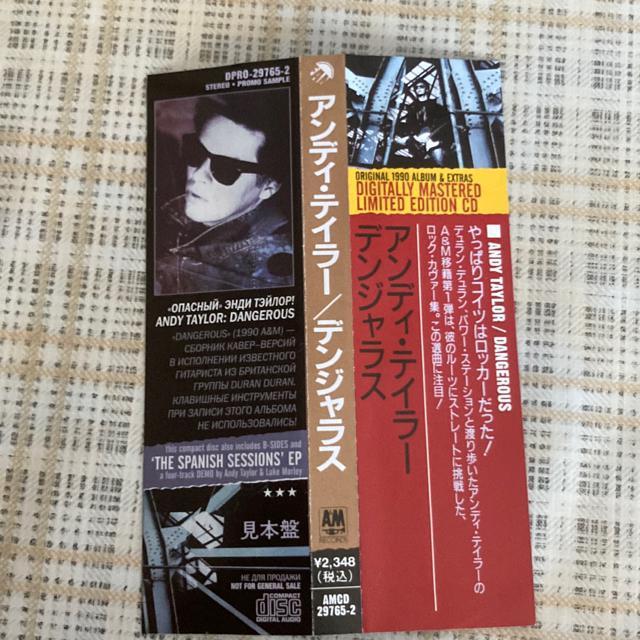 DPRO-29765-2
STEREO • PROMO SAMPLE
«ОПАСНЫЙ» ЭНДИ ТЭЙЛОР!
ANDY TAYLOR: DANGEROUS
«DANGEROUS» (1990 A&M) —
СБОРНИК КАВЕР-ВЕРСИЙ
В ИСПОЛНЕНИИ ИЗВЕСТНОГО
ГИТАРИСТА ИЗ БРИТАНСКОЙ
ГРУППЫ DURAN DURAN.
КЛАВИШНЫЕ ИНСТРУМЕНТЫ
ПРИ ЗАПИСИ ЭТОГО АЛЬБОМА
НЕ ИСПОЛЬЗОВАЛИСЬ!
this compact disc also includes B-SIDES and
'THE SPANISH SESSIONS' EP
a four-track DEMO by Andy Taylor & Luke Morley
★★★
見本盤
НЕ ДЛЯ ПРОДАЖИ
NOT FOR GENERAL SALE
COMPACT
disc
DIGITAL AUDIO
アンディ・テイラー/デンジャラス
A&M
RECORDS
¥2,348
(税込)
AMCD
29765-2
ORIGINAL 1990 ALBUM & EXTRAS
DIGITALLY MASTERED
LIMITED EDITION CD
■ ANDY TAYLOR / DANGEROUS
やっぱりコイツはロッカーだった!
デュラン・デュラン、パワー・ステーションと渡り歩いたアンディ・テイラーの
A&M移籍第1弾は、彼のルーツにストレートに挑戦した、
ロック・カヴァー集。この選曲に注目!
アンディ・テイラー
デンジャラス